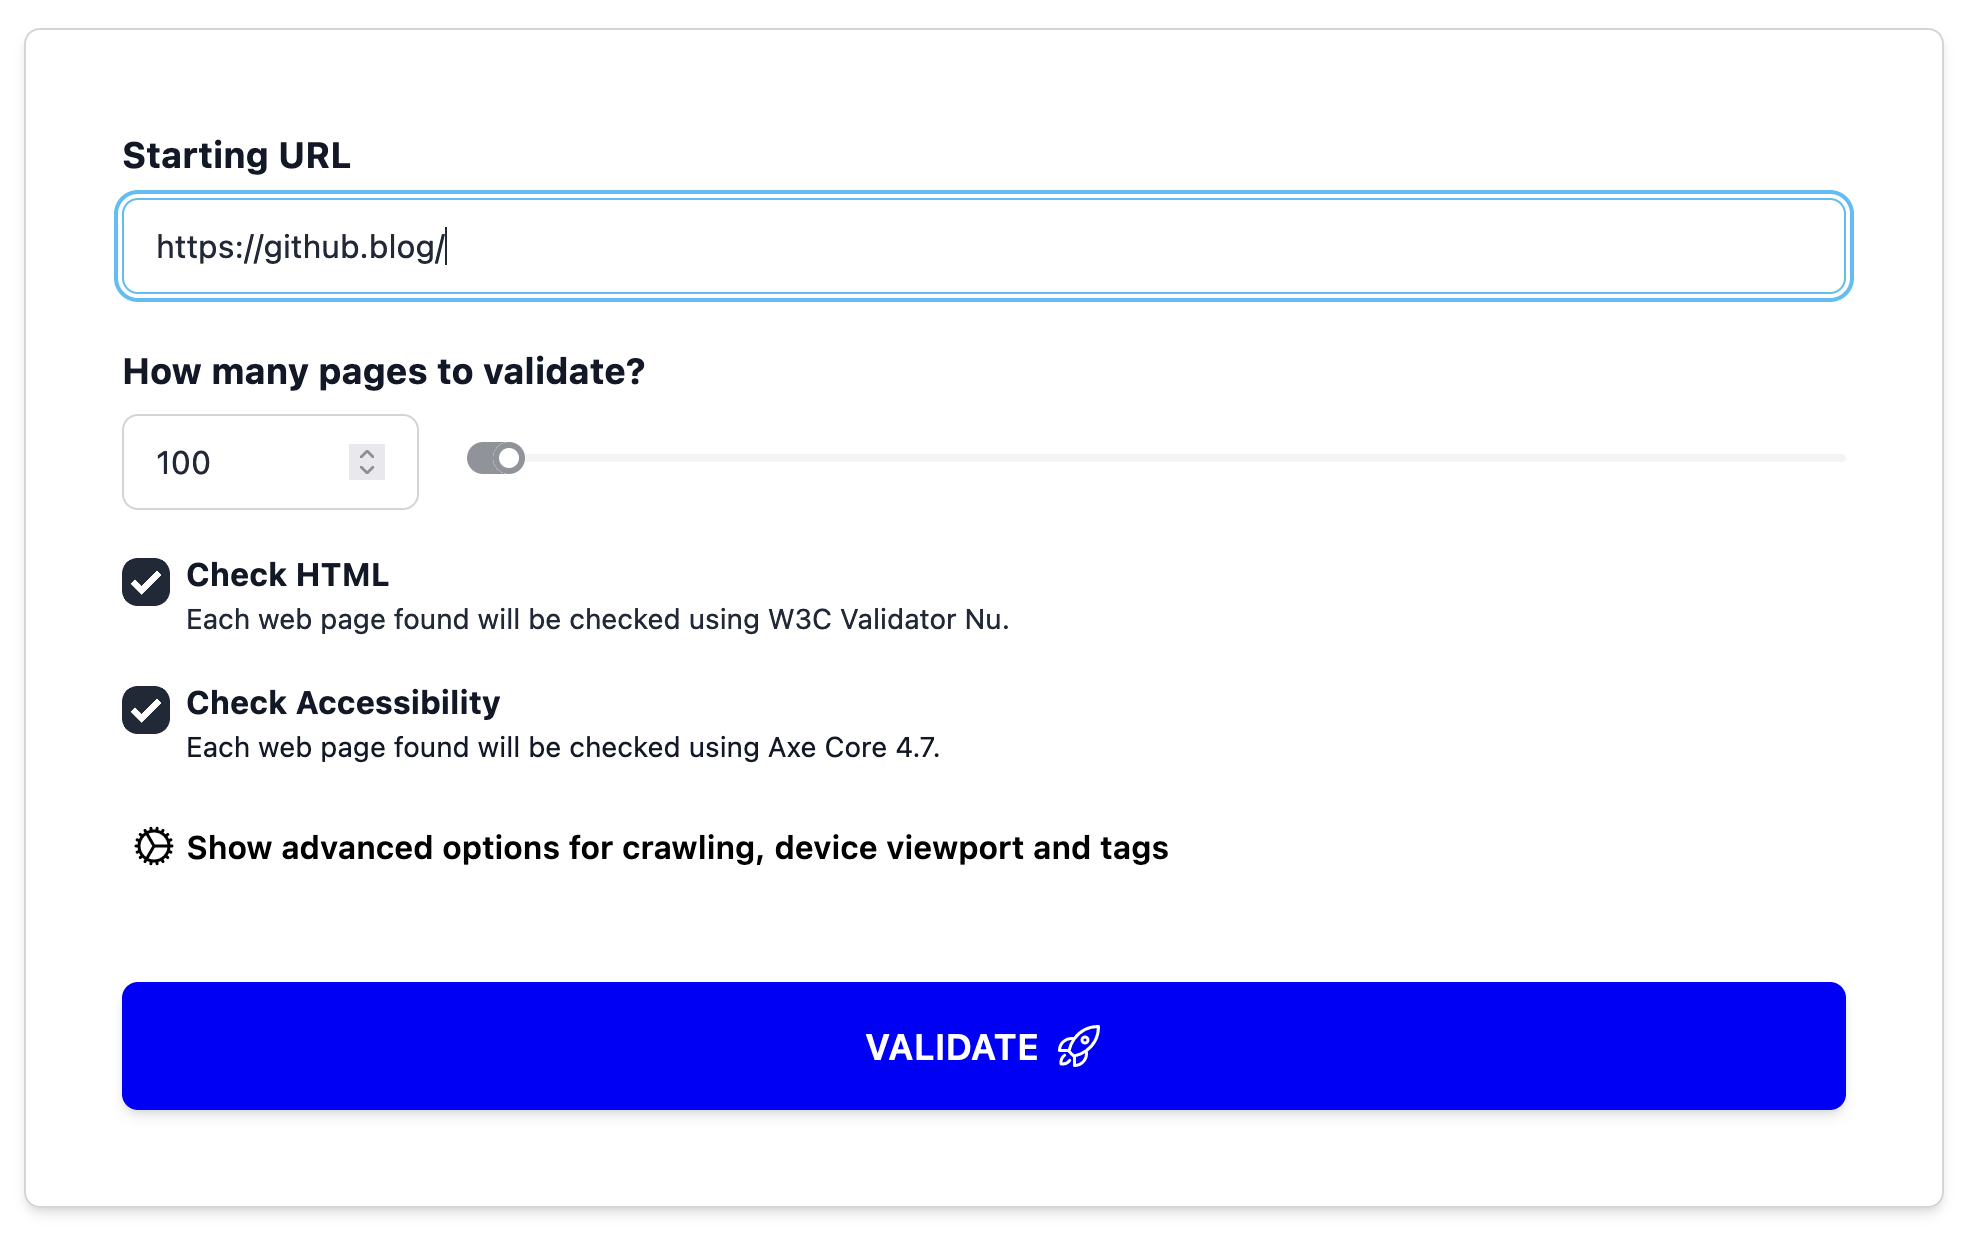 Starting URL
https://github.blog/
How many pages to validate?
100
Check HTML
Each web page found will be checked using W3C Validator Nu.
Check Accessibility
Each web page found will be checked using Axe Core 4.7.
Show advanced options for crawling, device viewport and tags
VALIDATE